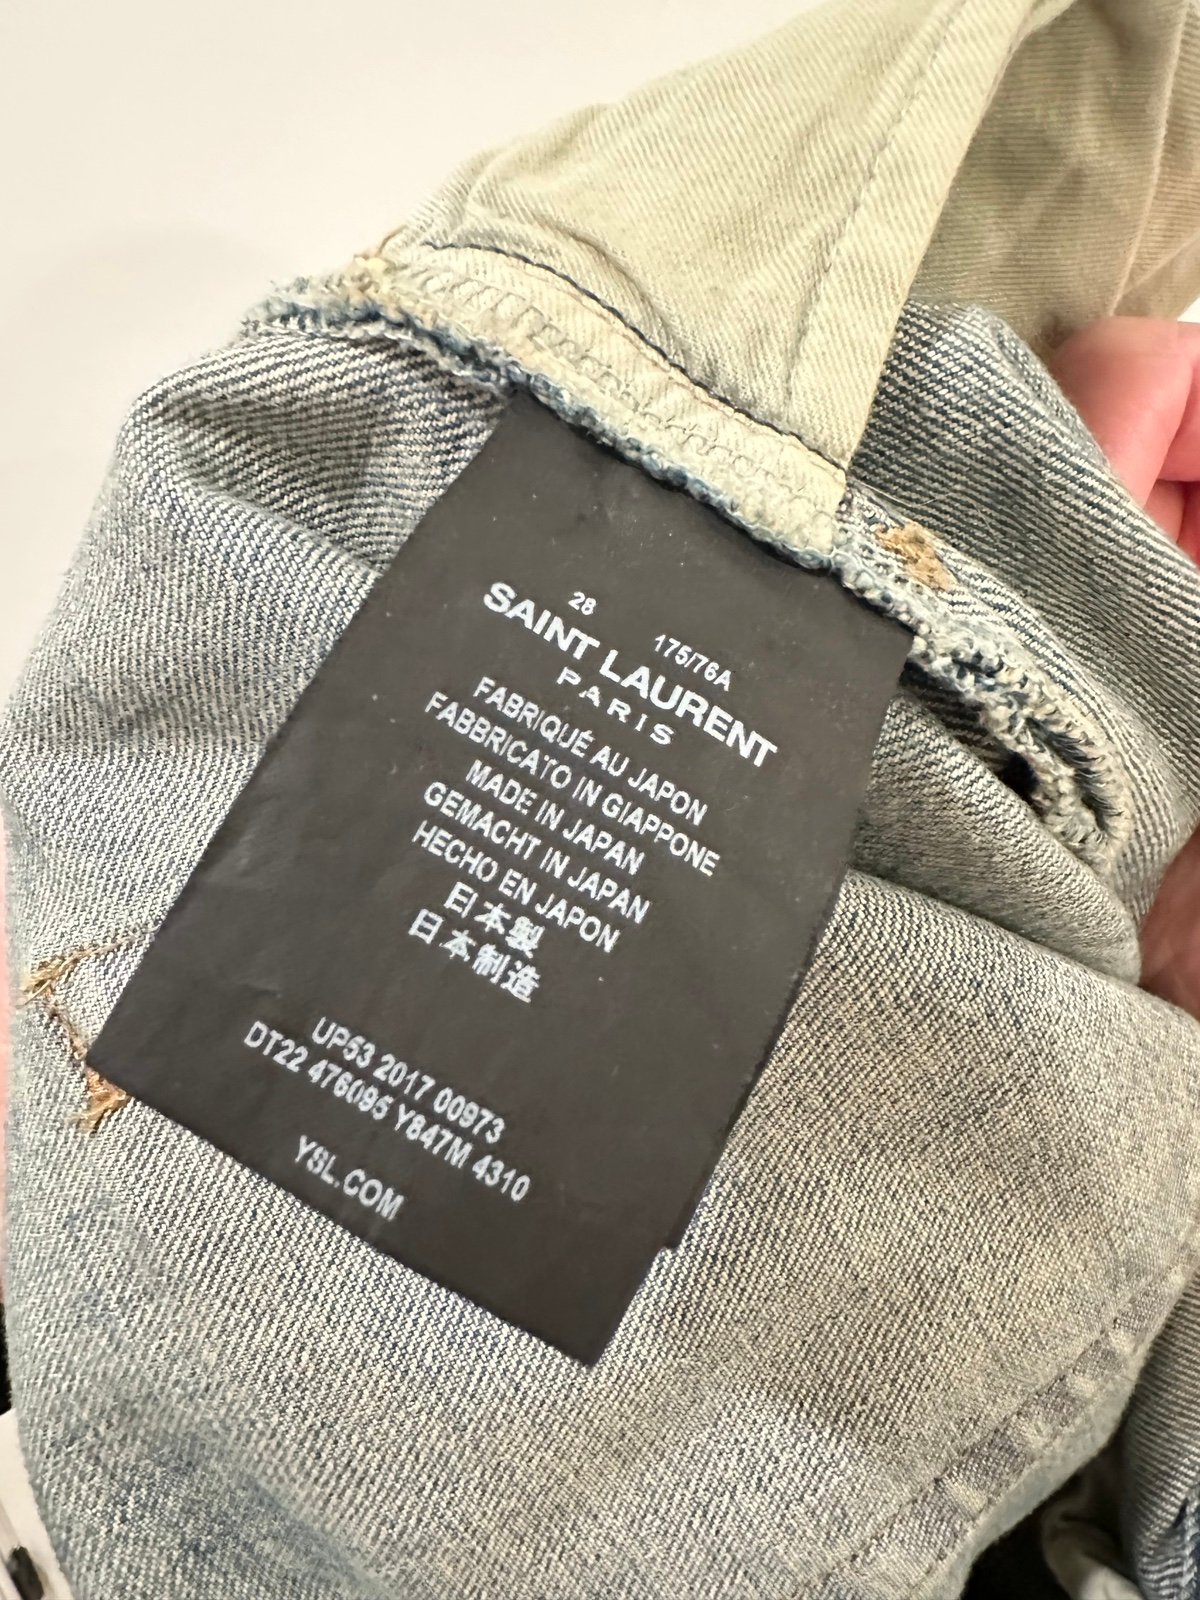 28 175/76A
SAINT LAURENT
PARIS
FABRIQUÉ AU JAPON
FABBRICATO IN GIAPPONE
MADE IN JAPAN
GEMACHT IN JAPAN
HECHO EN JAPON
日本製
日本制造
UP53 2017 00973
DT22 476095 Y847M 4310
YSL.COM